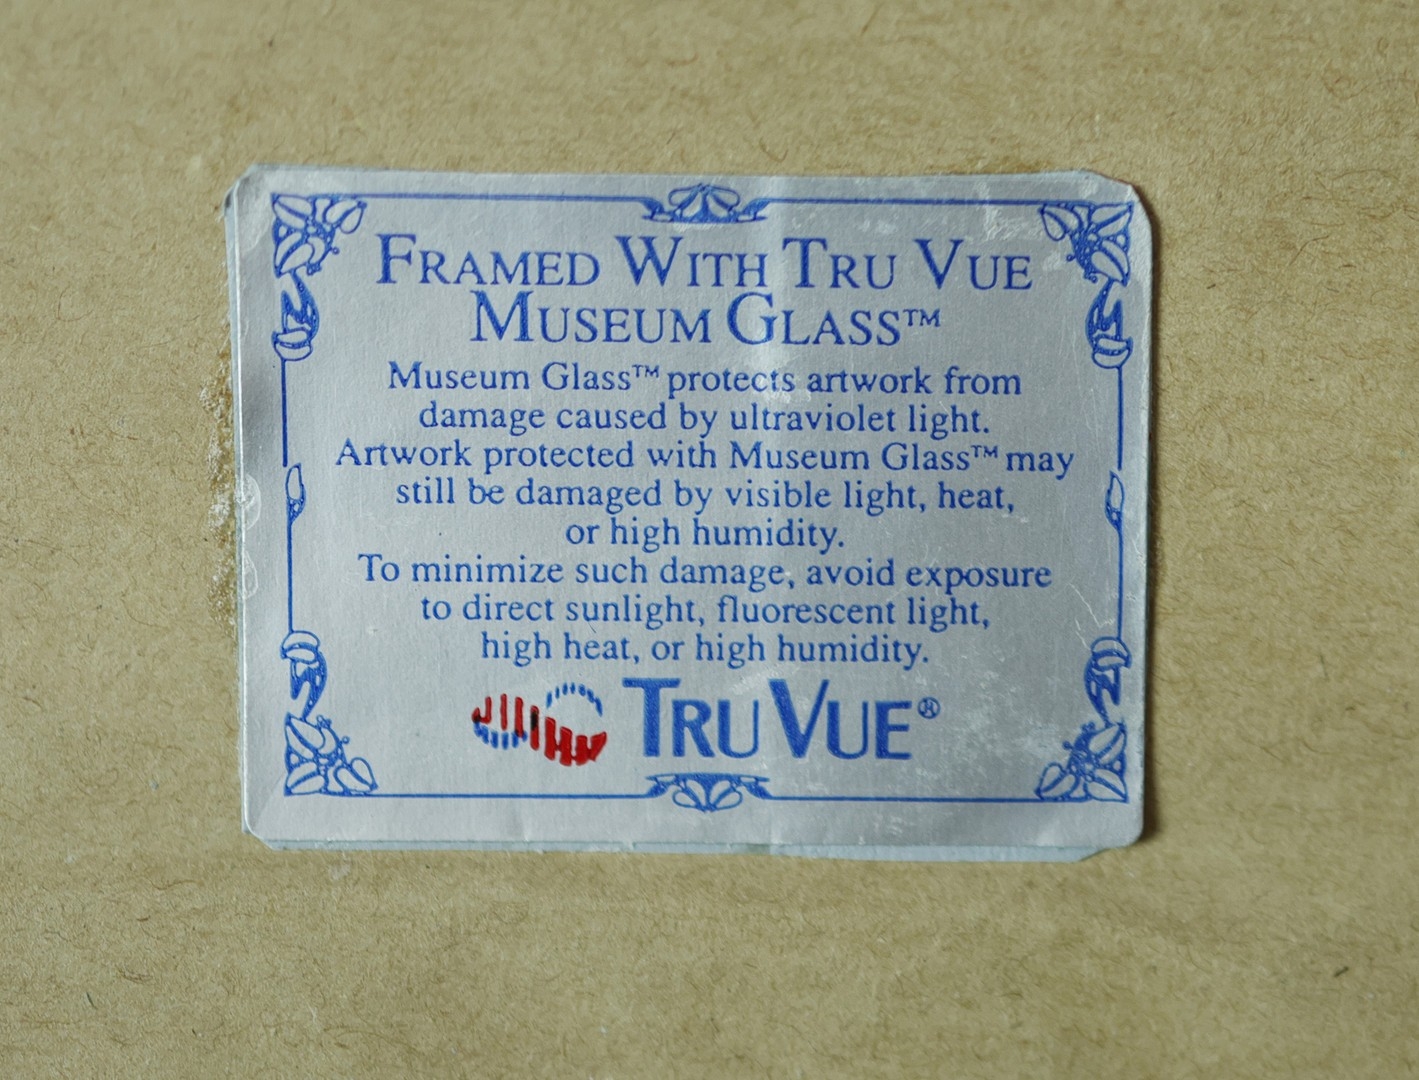 FRAMED WITH TRU VUE
MUSEUM GLASS™
Museum Glass™ protects artwork from
damage caused by ultraviolet light.
Artwork protected with Museum Glass™ may
still be damaged by visible light, heat,
or high humidity.
To minimize such damage, avoid exposure
to direct sunlight, fluorescent light,
high heat, or high humidity.
TRU VUE®